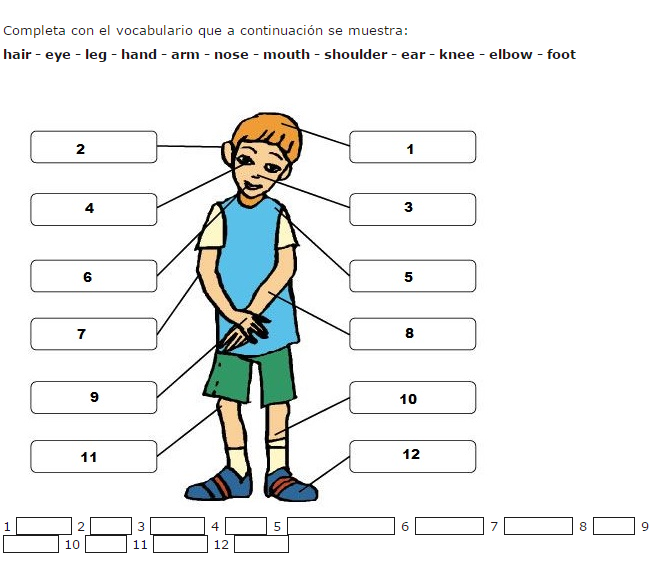 Completa con el vocabulario que a continuación se muestra:
hair - eye - leg - hand - arm - nose - mouth - shoulder - ear - knee - elbow - foot
2 1
4 3
6 5
7 8
9 10
11 12
1 2 3 4 5 6 7 8 9
10 11 12